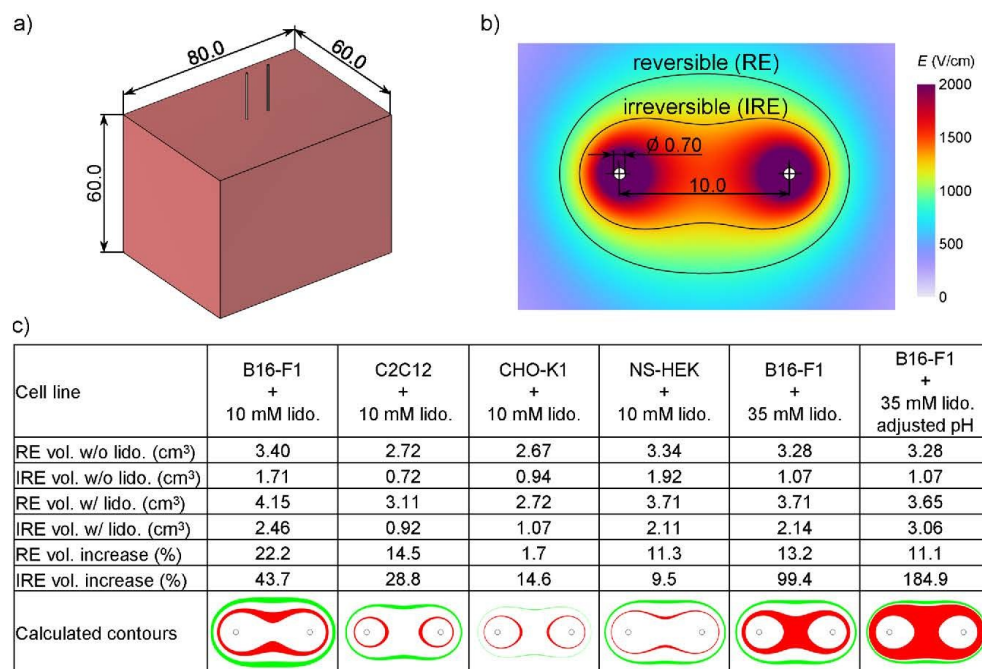 a)
80.0
60.0
60.0
b)
reversible (RE)
irreversible (IRE)
Ø 0.70
10.0
E (V/cm)
2000
1500
1000
500
0
c)
Cell line
B16-F1
+
10 mM lido.
C2C12
+
10 mM lido.
CHO-K1
+
10 mM lido.
NS-HEK
+
10 mM lido.
B16-F1
+
35 mM lido.
B16-F1
+
35 mM lido.
adjusted pH
RE vol. w/o lido. (cm³) 3.40 2.72 2.67 3.34 3.28 3.28
IRE vol. w/o lido. (cm³) 1.71 0.72 0.94 1.92 1.07 1.07
RE vol. w/ lido. (cm³) 4.15 3.11 2.72 3.71 3.71 3.65
IRE vol. w/ lido. (cm³) 2.46 0.92 1.07 2.11 2.14 3.06
RE vol. increase (%) 22.2 14.5 1.7 11.3 13.2 11.1
IRE vol. increase (%) 43.7 28.8 14.6 9.5 99.4 184.9
Calculated contours